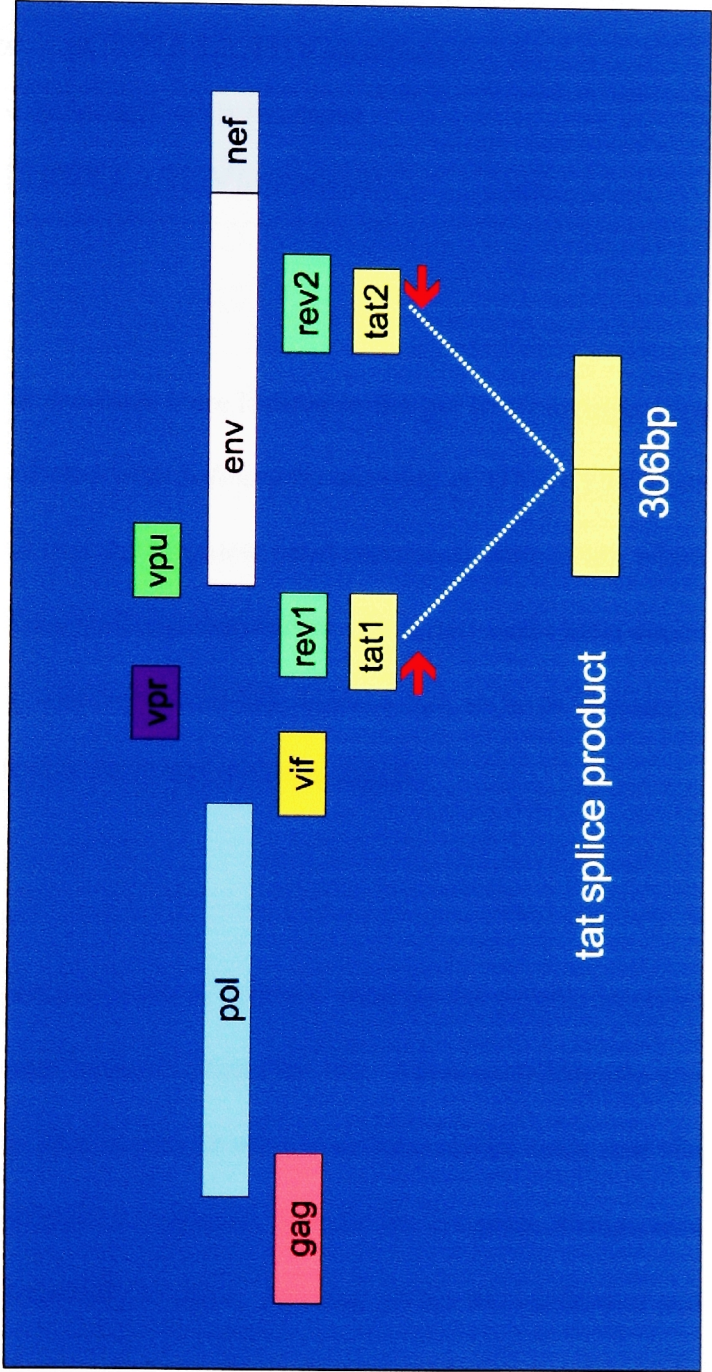 vpr
vpu
pol
env
nef
gag
vif
rev1
rev2
tat1
tat2
tat splice product
306bp